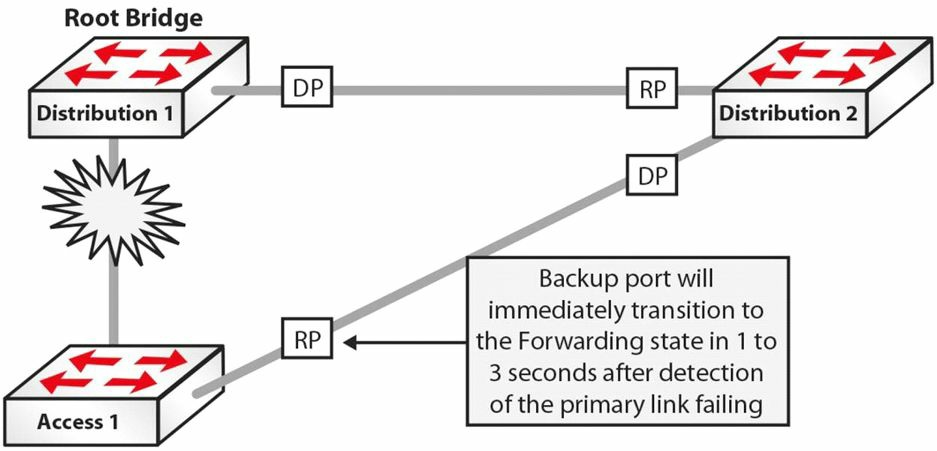 Root Bridge
Distribution 1
DP
RP
Distribution 2
DP
Backup port will
immediately transition to
the Forwarding state in 1 to
3 seconds after detection
of the primary link failing
RP
Access 1